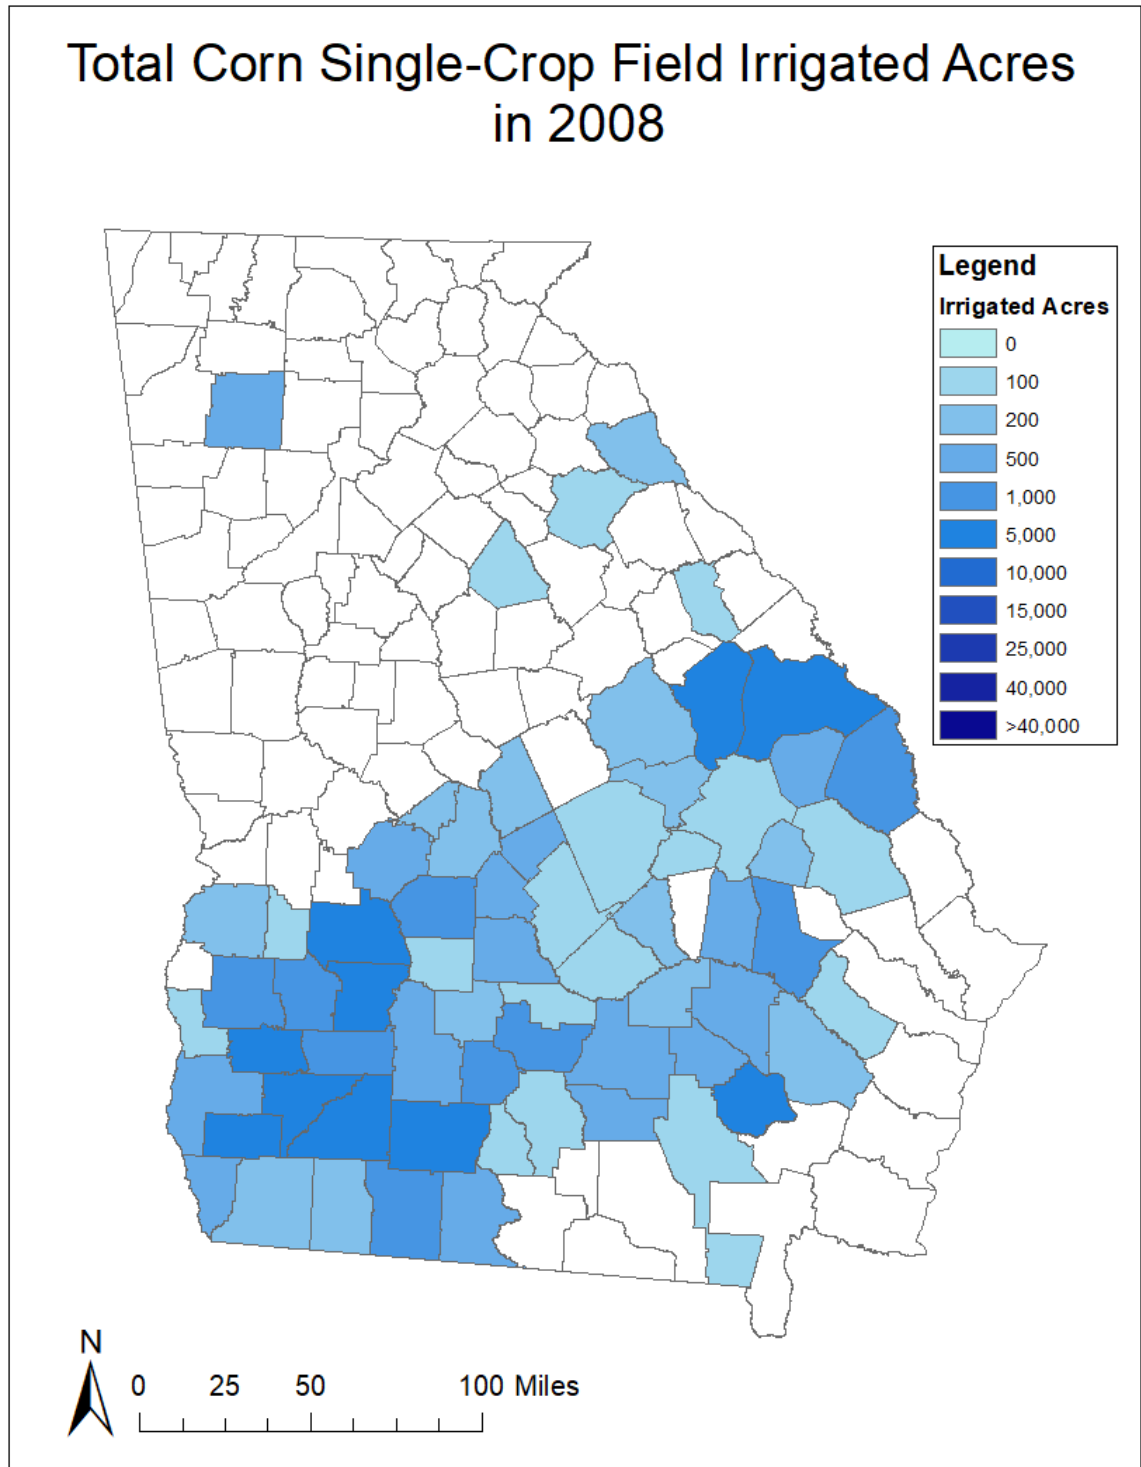 Total Corn Single-Crop Field Irrigated Acres
in 2008
Legend
Irrigated Acres
0
100
200
500
1,000
5,000
10,000
15,000
25,000
40,000
>40,000
N
0 25 50 100 Miles